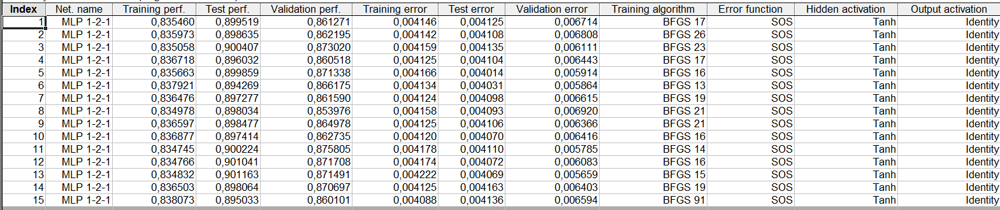 Index Net. name Training perf. Test perf. Validation perf. Training error Test error Validation error Training algorithm Error function Hidden activation Output activation
1 MLP 1-2-1 0,835460 0,899519 0,861271 0,004146 0,004125 0,006714 BFGS 17 SOS Tanh Identity
2 MLP 1-2-1 0,835973 0,898635 0,862195 0,004142 0,004108 0,006808 BFGS 26 SOS Tanh Identity
3 MLP 1-2-1 0,835058 0,900407 0,873020 0,004159 0,004135 0,006111 BFGS 23 SOS Tanh Identity
4 MLP 1-2-1 0,836718 0,896032 0,860518 0,004125 0,004104 0,006443 BFGS 17 SOS Tanh Identity
5 MLP 1-2-1 0,835663 0,899859 0,871338 0,004166 0,004014 0,005914 BFGS 16 SOS Tanh Identity
6 MLP 1-2-1 0,837921 0,894269 0,866175 0,004134 0,004031 0,005864 BFGS 13 SOS Tanh Identity
7 MLP 1-2-1 0,836476 0,897277 0,861590 0,004124 0,004098 0,006615 BFGS 19 SOS Tanh Identity
8 MLP 1-2-1 0,834978 0,898034 0,853976 0,004158 0,004093 0,006920 BFGS 21 SOS Tanh Identity
9 MLP 1-2-1 0,836597 0,898477 0,864978 0,004125 0,004106 0,006366 BFGS 21 SOS Tanh Identity
10 MLP 1-2-1 0,836877 0,897414 0,862735 0,004120 0,004070 0,006416 BFGS 16 SOS Tanh Identity
11 MLP 1-2-1 0,834745 0,900224 0,875805 0,004178 0,004110 0,005785 BFGS 14 SOS Tanh Identity
12 MLP 1-2-1 0,834766 0,901041 0,871708 0,004174 0,004072 0,006083 BFGS 16 SOS Tanh Identity
13 MLP 1-2-1 0,834832 0,901163 0,871491 0,004222 0,004069 0,005659 BFGS 15 SOS Tanh Identity
14 MLP 1-2-1 0,836503 0,898064 0,870697 0,004125 0,004163 0,006403 BFGS 19 SOS Tanh Identity
15 MLP 1-2-1 0,838073 0,895033 0,860101 0,004088 0,004136 0,006594 BFGS 91 SOS Tanh Identity